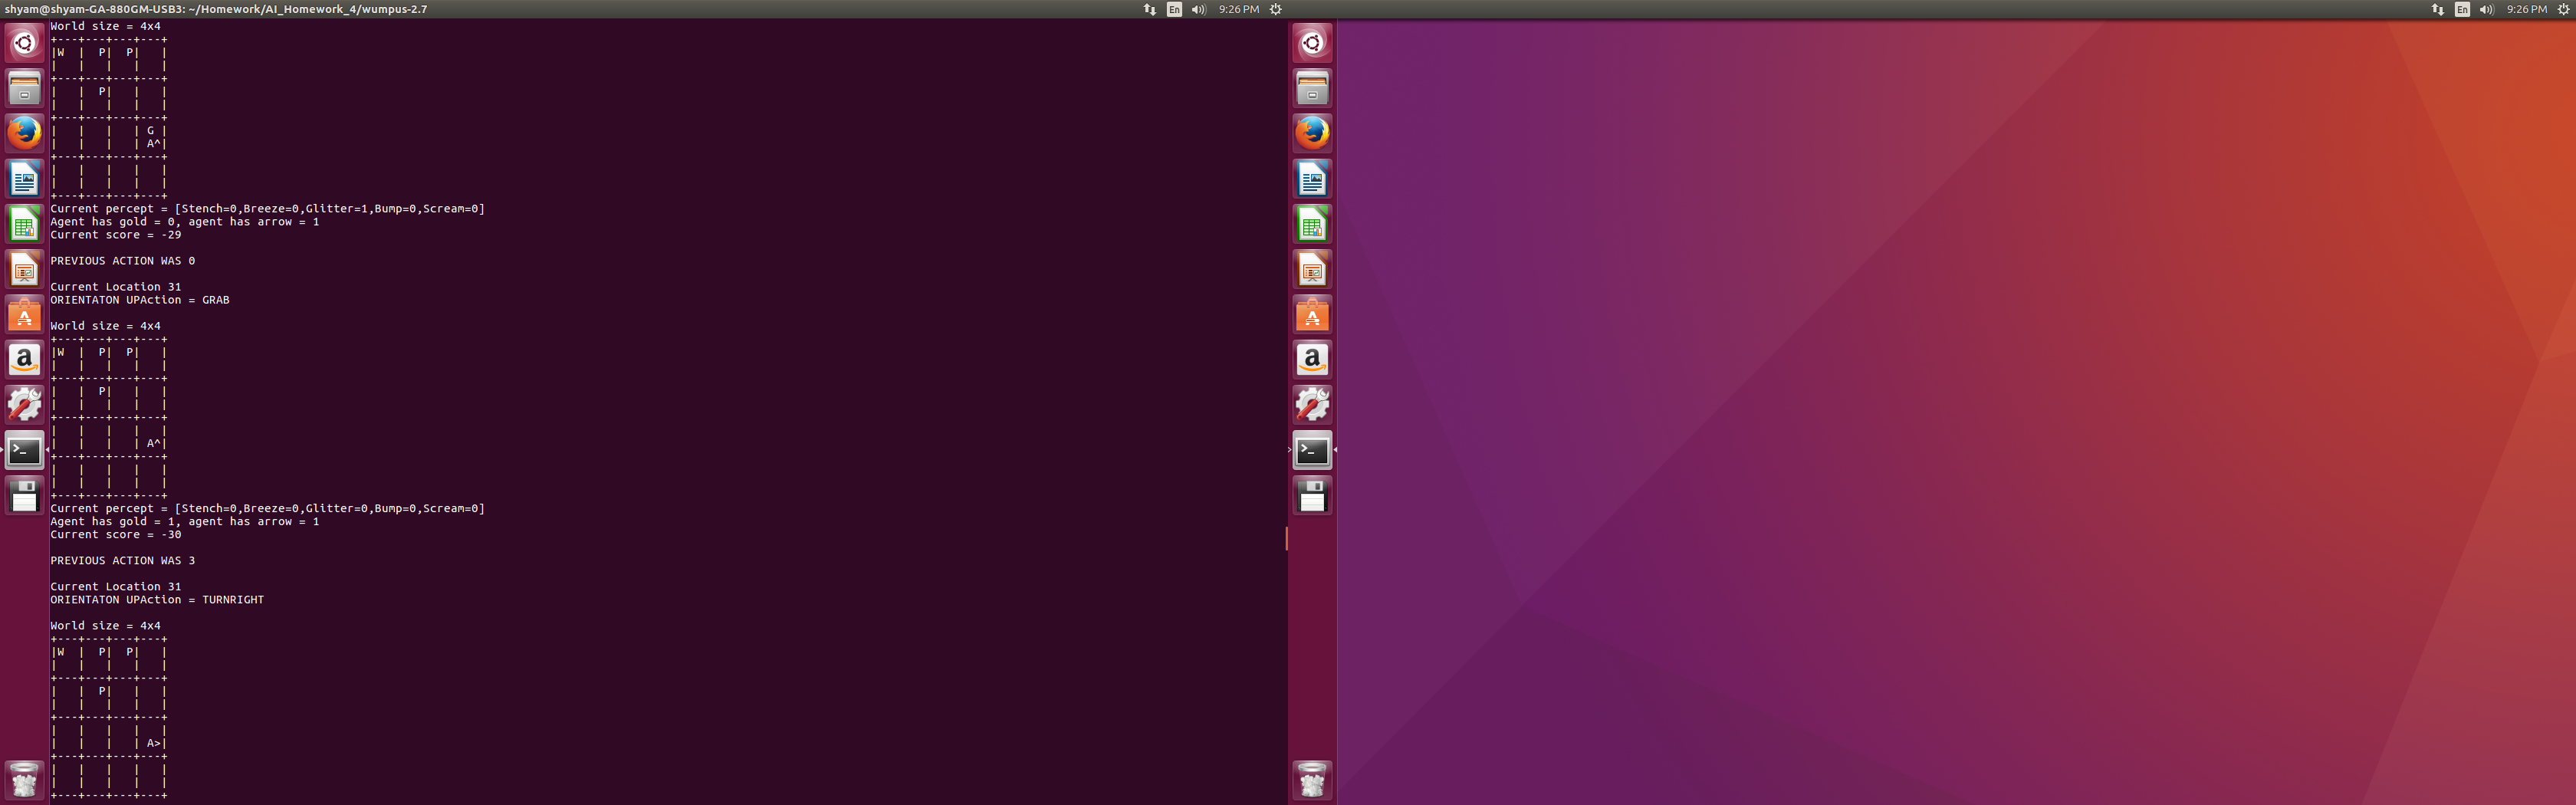 shyam@shyam-GA-880GM-USB3: ~/Homework/AI_Homework_4/wumpus-2.7
En 9:26 PM
En 9:26 PM
World size = 4x4
+---+---+---+---+
|W  |  P|  P|   |
|   |   |   |   |
+---+---+---+---+
|   |  P|   |   |
|   |   |   |   |
+---+---+---+---+
|   |   |   | G |
|   |   |   | A^|
+---+---+---+---+
|   |   |   |   |
|   |   |   |   |
+---+---+---+---+
Current percept = [Stench=0,Breeze=0,Glitter=1,Bump=0,Scream=0]
Agent has gold = 0, agent has arrow = 1
Current score = -29
PREVIOUS ACTION WAS 0
Current Location 31
ORIENTATON UPAction = GRAB
World size = 4x4
+---+---+---+---+
|W  |  P|  P|   |
|   |   |   |   |
+---+---+---+---+
|   |  P|   |   |
|   |   |   |   |
+---+---+---+---+
|   |   |   |   |
|   |   |   | A^|
+---+---+---+---+
|   |   |   |   |
|   |   |   |   |
+---+---+---+---+
Current percept = [Stench=0,Breeze=0,Glitter=0,Bump=0,Scream=0]
Agent has gold = 1, agent has arrow = 1
Current score = -30
PREVIOUS ACTION WAS 3
Current Location 31
ORIENTATON UPAction = TURNRIGHT
World size = 4x4
+---+---+---+---+
|W  |  P|  P|   |
|   |   |   |   |
+---+---+---+---+
|   |  P|   |   |
|   |   |   |   |
+---+---+---+---+
|   |   |   |   |
|   |   |   | A>|
+---+---+---+---+
|   |   |   |   |
|   |   |   |   |
+---+---+---+---+